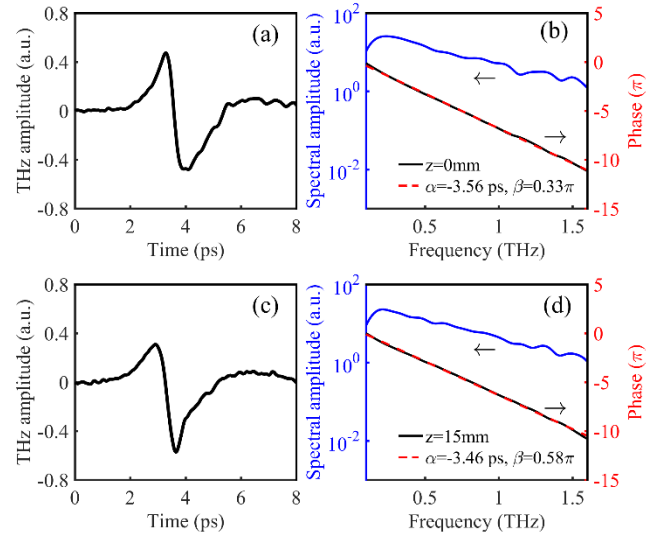 (a)
THz amplitude (a.u.)
0.8
0.4
0
-0.4
-0.8
0 2 4 6 8
Time (ps)
(b)
Spectral amplitude (a.u.)
10²
10⁰
10⁻²
Phase (π)
5
0
-5
-10
-15
z=0mm
α=-3.56 ps, β=0.33π
0.5 1 1.5
Frequency (THz)
(c)
THz amplitude (a.u.)
0.8
0.4
0
-0.4
-0.8
0 2 4 6 8
Time (ps)
(d)
Spectral amplitude (a.u.)
10²
10⁰
10⁻²
Phase (π)
5
0
-5
-10
-15
z=15mm
α=-3.46 ps, β=0.58π
0.5 1 1.5
Frequency (THz)